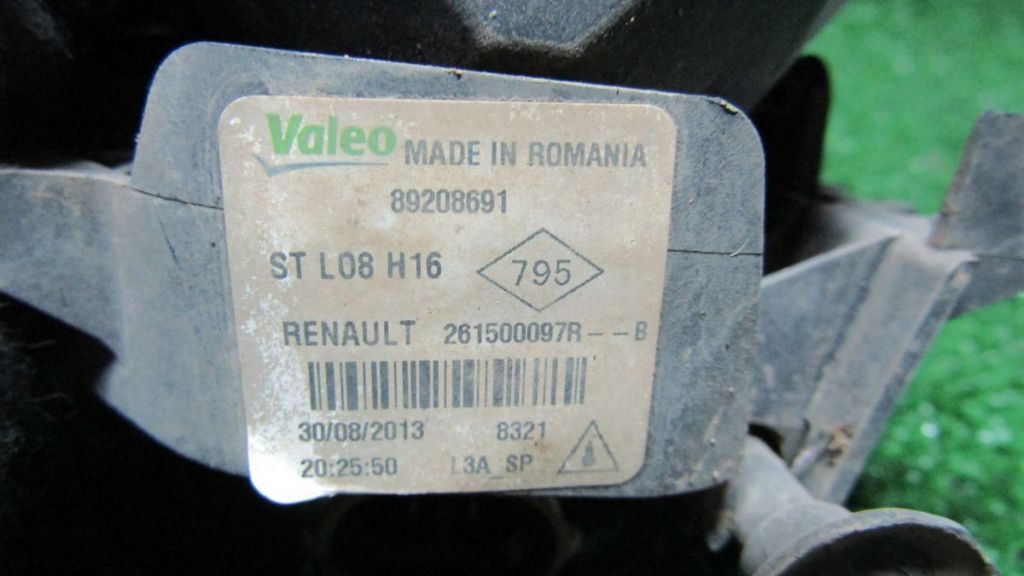 Valeo MADE IN ROMANIA
89208691
ST L08 H16 795
RENAULT 261500097R--B
30/08/2013 8321
20:25:50 L3A_SP